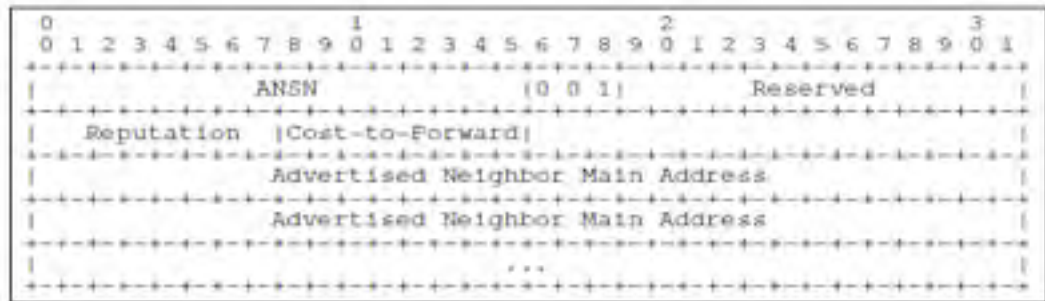 0                   1                   2                   3
0 1 2 3 4 5 6 7 8 9 0 1 2 3 4 5 6 7 8 9 0 1 2 3 4 5 6 7 8 9 0 1
+-+-+-+-+-+-+-+-+-+-+-+-+-+-+-+-+-+-+-+-+-+-+-+-+-+-+-+-+-+-+-+-+
|              ANSN             |0 0 1|        Reserved         |
+-+-+-+-+-+-+-+-+-+-+-+-+-+-+-+-+-+-+-+-+-+-+-+-+-+-+-+-+-+-+-+-+
|   Reputation  |Cost-to-Forward|                               |
+-+-+-+-+-+-+-+-+-+-+-+-+-+-+-+-+-+-+-+-+-+-+-+-+-+-+-+-+-+-+-+-+
|               Advertised Neighbor Main Address                |
+-+-+-+-+-+-+-+-+-+-+-+-+-+-+-+-+-+-+-+-+-+-+-+-+-+-+-+-+-+-+-+-+
|               Advertised Neighbor Main Address                |
+-+-+-+-+-+-+-+-+-+-+-+-+-+-+-+-+-+-+-+-+-+-+-+-+-+-+-+-+-+-+-+-+
|                              ...                              |
+-+-+-+-+-+-+-+-+-+-+-+-+-+-+-+-+-+-+-+-+-+-+-+-+-+-+-+-+-+-+-+-+